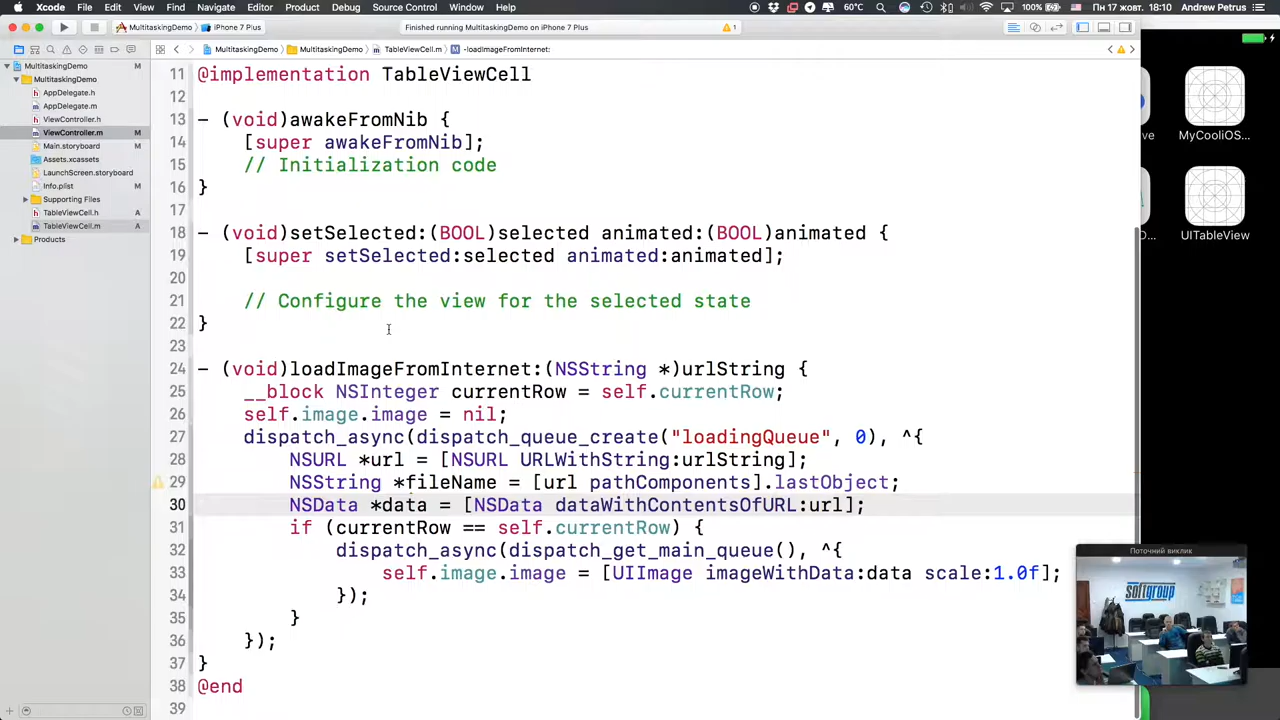 Xcode File Edit View Find Navigate Editor Product Debug Source Control Window Help
60°C 100% Пт 17 жовт. 18:10 Andrew Petrus
MultitaskingDemo iPhone 7 Plus
Finished running MultitaskingDemo on iPhone 7 Plus 1
MultitaskingDemo MultitaskingDemo TableViewCell.m M -loadImageFromInternet:
MultitaskingDemo
MultitaskingDemo
AppDelegate.h
AppDelegate.m
ViewController.h M
ViewController.m M
Main.storyboard M
Assets.xcassets
LaunchScreen.storyboard
Info.plist M
Supporting Files
TableViewCell.h A
TableViewCell.m A
Products
11 @implementation TableViewCell
12
13 - (void)awakeFromNib {
14 [super awakeFromNib];
15 // Initialization code
16 }
17
18 - (void)setSelected:(BOOL)selected animated:(BOOL)animated {
19 [super setSelected:selected animated:animated];
20
21 // Configure the view for the selected state
22 }
23
24 - (void)loadImageFromInternet:(NSString *)urlString {
25 __block NSInteger currentRow = self.currentRow;
26 self.image.image = nil;
27 dispatch_async(dispatch_queue_create("loadingQueue", 0), ^{
28 NSURL *url = [NSURL URLWithString:urlString];
29 NSString *fileName = [url pathComponents].lastObject;
30 NSData *data = [NSData dataWithContentsOfURL:url];
31 if (currentRow == self.currentRow) {
32 dispatch_async(dispatch_get_main_queue(), ^{
33 self.image.image = [UIImage imageWithData:data scale:1.0f];
34 });
35 }
36 });
37 }
38 @end
39
MyCooliOS...
UITableView
Поточний виклик
softgroup